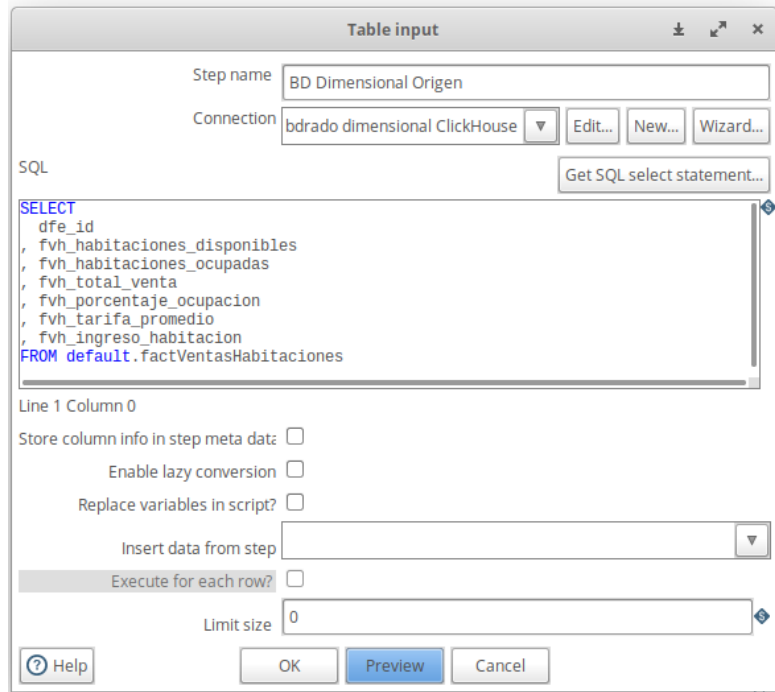 Table input
Step name BD Dimensional Origen
Connection bdrado dimensional ClickHouse Edit... New... Wizard...
SQL Get SQL select statement...
SELECT
dfe_id
, fvh_habitaciones_disponibles
, fvh_habitaciones_ocupadas
, fvh_total_venta
, fvh_porcentaje_ocupacion
, fvh_tarifa_promedio
, fvh_ingreso_habitacion
FROM default.factVentasHabitaciones
Line 1 Column 0
Store column info in step meta data
Enable lazy conversion
Replace variables in script?
Insert data from step
Execute for each row?
Limit size 0
Help OK Preview Cancel